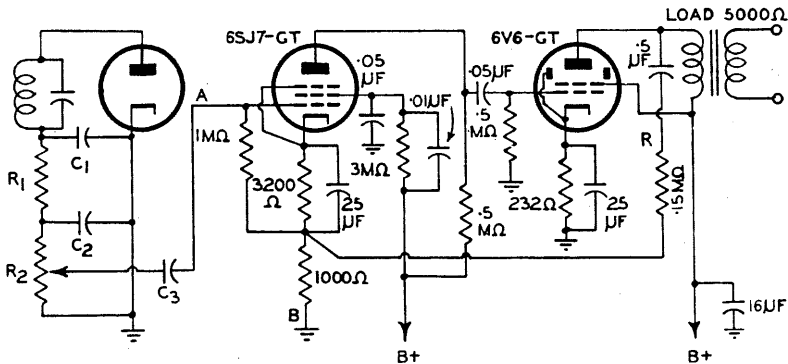 LOAD 5000Ω
6SJ7-GT
6V6-GT
.05
μF
.5
μF
A
.01μF
.05μF
C1
1MΩ
.5
MΩ
R
R1
3200
Ω
25
μF
3MΩ
232Ω
25
μF
.15MΩ
.5
MΩ
C2
R2
C3
1000Ω
B
16μF
B+
B+